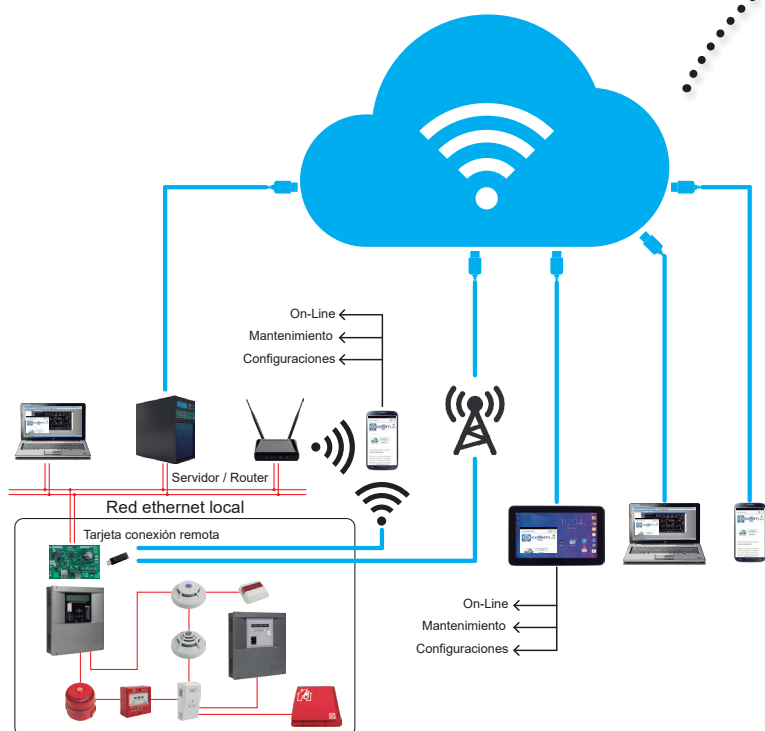 On-Line
Mantenimiento
Configuraciones
Servidor / Router
Red ethernet local
Tarjeta conexión remota
On-Line
Mantenimiento
Configuraciones